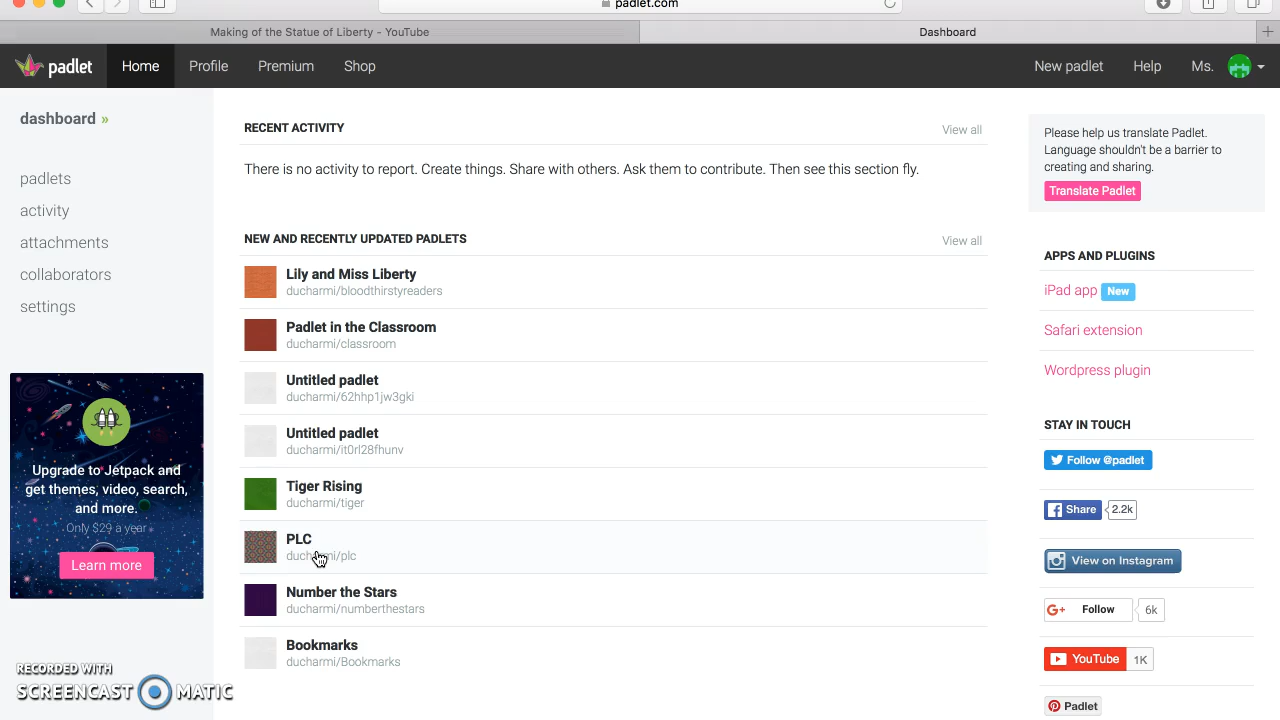 padlet.com
Making of the Statue of Liberty - YouTube
Dashboard
padlet
Home
Profile
Premium
Shop
New padlet
Help
Ms.
dashboard »
padlets
activity
attachments
collaborators
settings
Upgrade to Jetpack and
get themes, video, search,
and more.
Only $29 a year
Learn more
RECORDED WITH
SCREENCAST MATIC
RECENT ACTIVITY
View all
There is no activity to report. Create things. Share with others. Ask them to contribute. Then see this section fly.
NEW AND RECENTLY UPDATED PADLETS
View all
Lily and Miss Liberty
ducharmi/bloodthirstyreaders
Padlet in the Classroom
ducharmi/classroom
Untitled padlet
ducharmi/62hhp1jw3gki
Untitled padlet
ducharmi/it0rl28fhunv
Tiger Rising
ducharmi/tiger
PLC
ducharmi/plc
Number the Stars
ducharmi/numberthestars
Bookmarks
ducharmi/Bookmarks
Please help us translate Padlet.
Language shouldn't be a barrier to
creating and sharing.
Translate Padlet
APPS AND PLUGINS
iPad app New
Safari extension
Wordpress plugin
STAY IN TOUCH
Follow @padlet
Share 2.2k
View on Instagram
G+ Follow 6k
YouTube 1K
Padlet